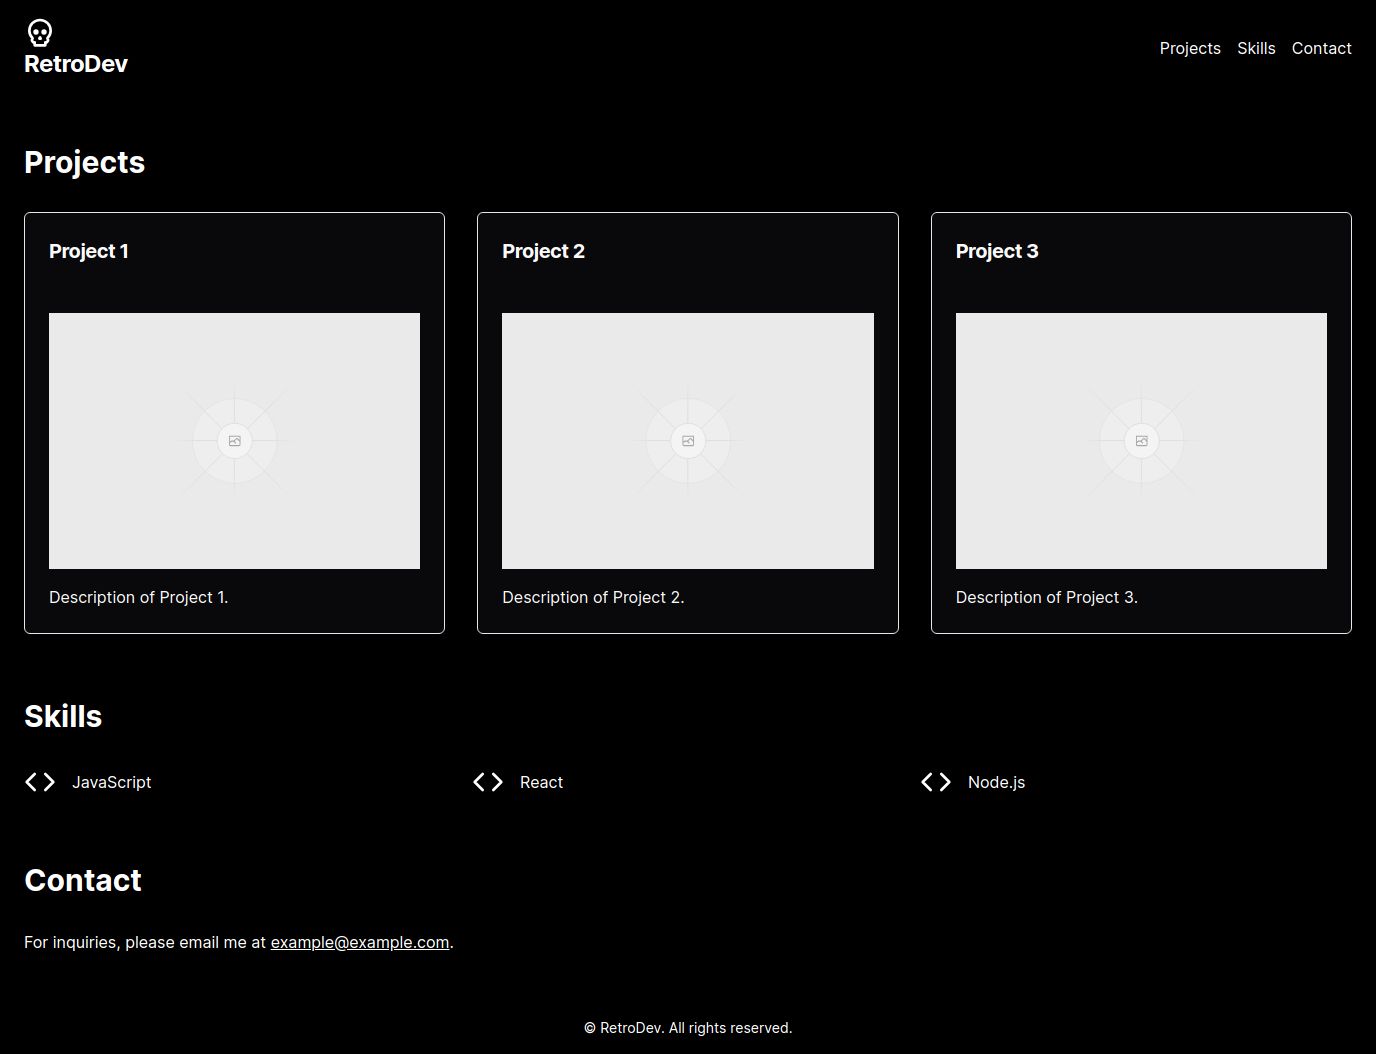 RetroDev
Projects Skills Contact
Projects
Project 1
Project 2
Project 3
Description of Project 1.
Description of Project 2.
Description of Project 3.
Skills
JavaScript
React
Node.js
Contact
For inquiries, please email me at example@example.com.
© RetroDev. All rights reserved.